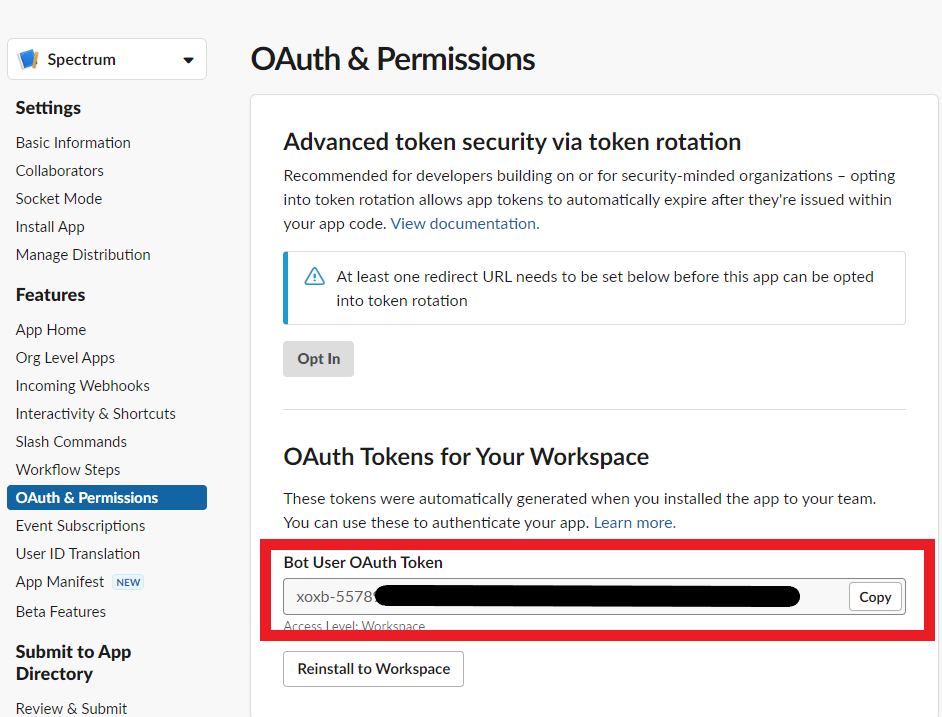 Spectrum
Settings
Basic Information
Collaborators
Socket Mode
Install App
Manage Distribution
Features
App Home
Org Level Apps
Incoming Webhooks
Interactivity & Shortcuts
Slash Commands
Workflow Steps
OAuth & Permissions
Event Subscriptions
User ID Translation
App Manifest NEW
Beta Features
Submit to App
Directory
Review & Submit
OAuth & Permissions
Advanced token security via token rotation
Recommended for developers building on or for security-minded organizations – opting
into token rotation allows app tokens to automatically expire after they're issued within
your app code. View documentation.
At least one redirect URL needs to be set below before this app can be opted
into token rotation
Opt In
OAuth Tokens for Your Workspace
These tokens were automatically generated when you installed the app to your team.
You can use these to authenticate your app. Learn more.
Bot User OAuth Token
xoxb-5578
Copy
Access Level: Workspace
Reinstall to Workspace